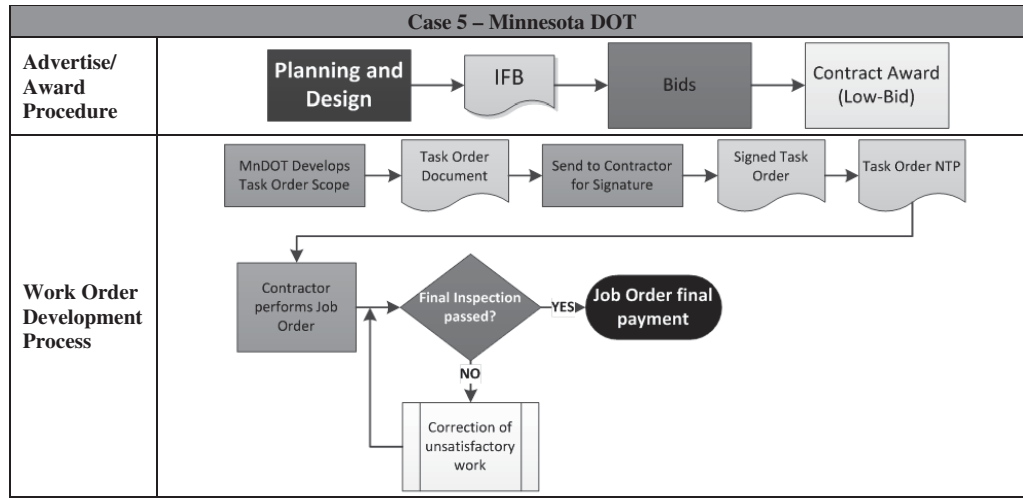 Case 5 – Minnesota DOT
Advertise/
Award
Procedure
Planning and
Design
IFB
Bids
Contract Award
(Low-Bid)
Work Order
Development
Process
MnDOT Develops
Task Order Scope
Task Order
Document
Send to Contractor
for Signature
Signed Task
Order
Task Order NTP
Contractor
performs Job
Order
Final Inspection
passed?
YES
Job Order final
payment
NO
Correction of
unsatisfactory
work